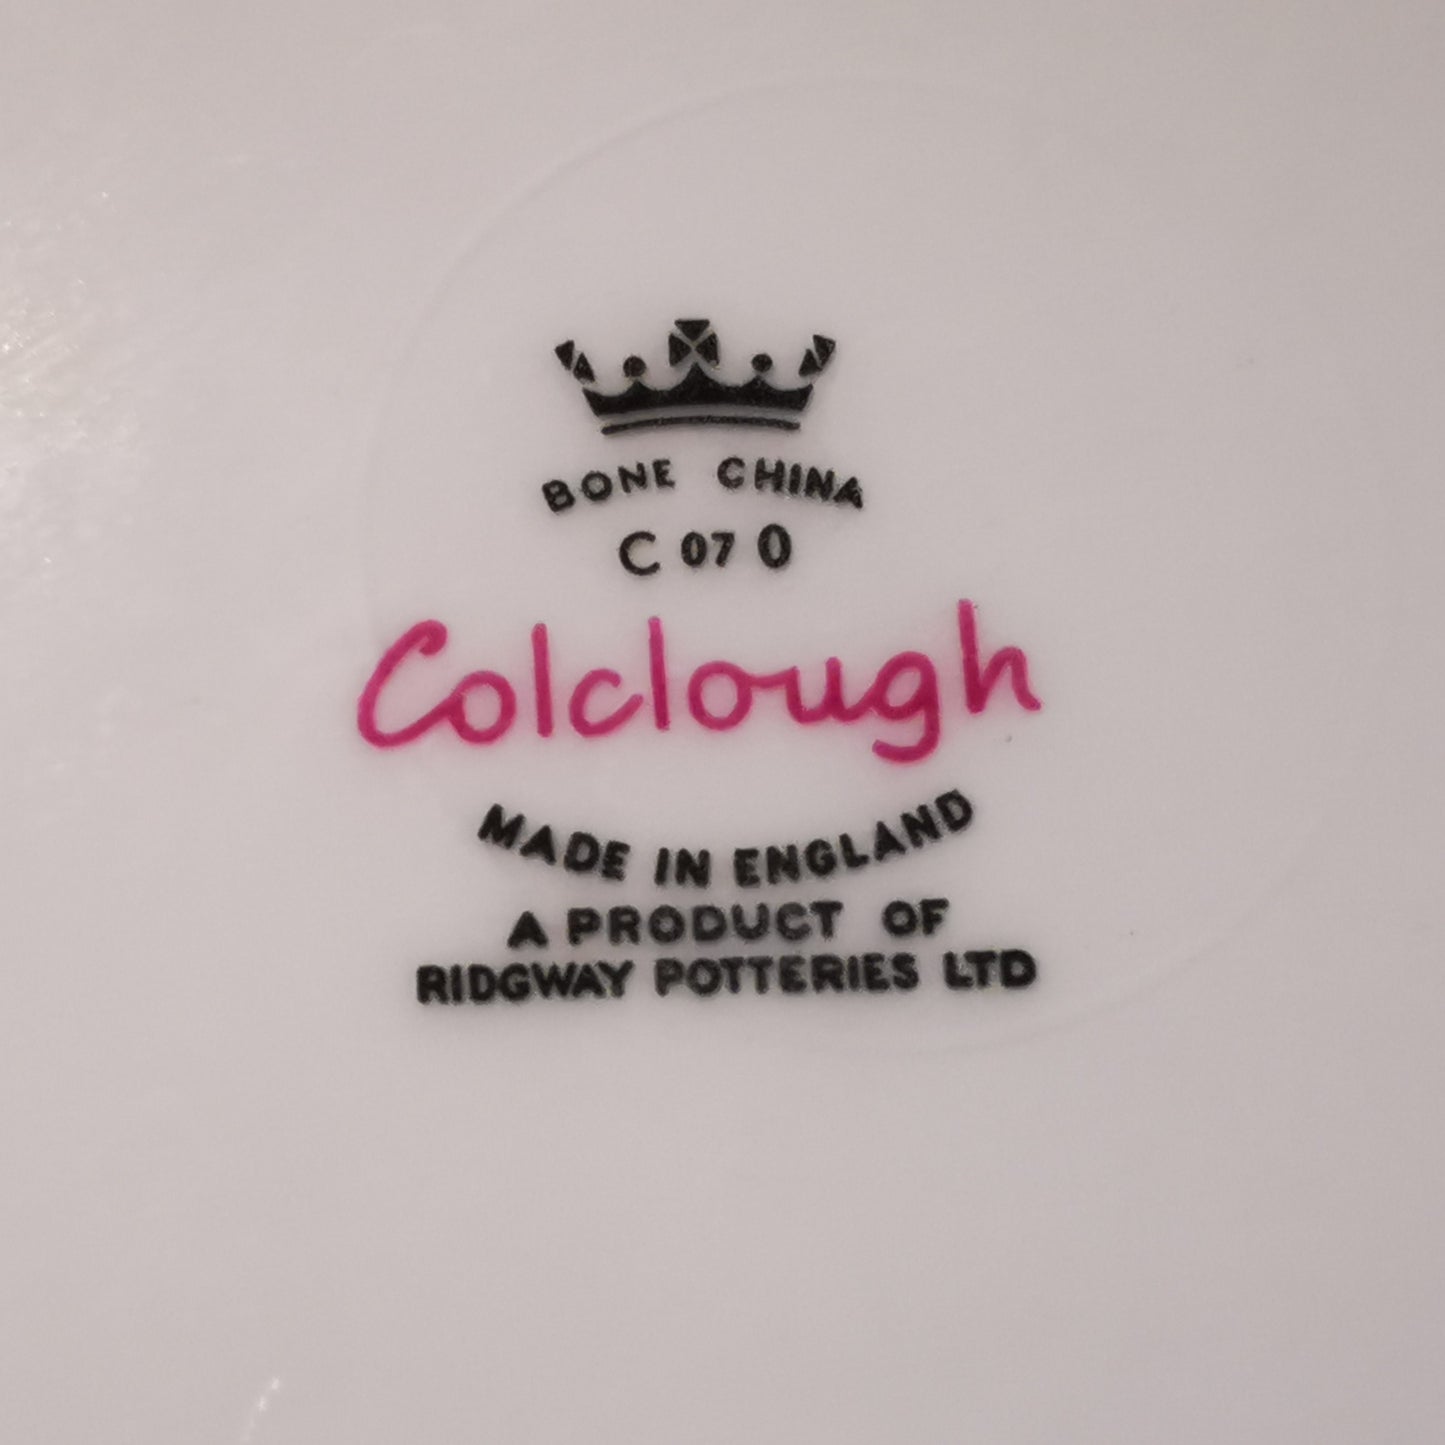 BONE CHINA
C 07 0
Colclough
MADE IN ENGLAND
A PRODUCT OF
RIDGWAY POTTERIES LTD